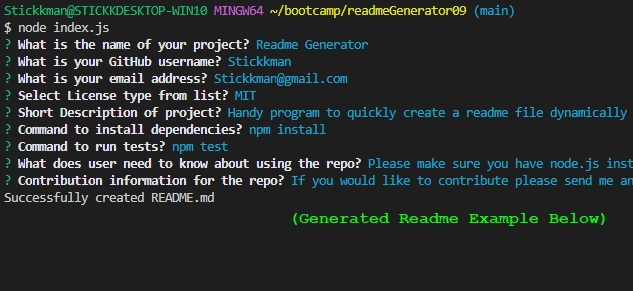 Stickkman@STICKKDESKTOP-WIN10 MINGW64 ~/bootcamp/readmeGenerator09 (main)
$ node index.js
? What is the name of your project? Readme Generator
? What is your GitHub username? Stickkman
? What is your email address? Stickkman@gmail.com
? Select License type from list? MIT
? Short Description of project? Handy program to quickly create a readme file dynamically
? Command to install dependencies? npm install
? Command to run tests? npm test
? What does user need to know about using the repo? Please make sure you have node.js inst
? Contribution information for the repo? If you would like to contribute please send me an
Successfully created README.md
(Generated Readme Example Below)